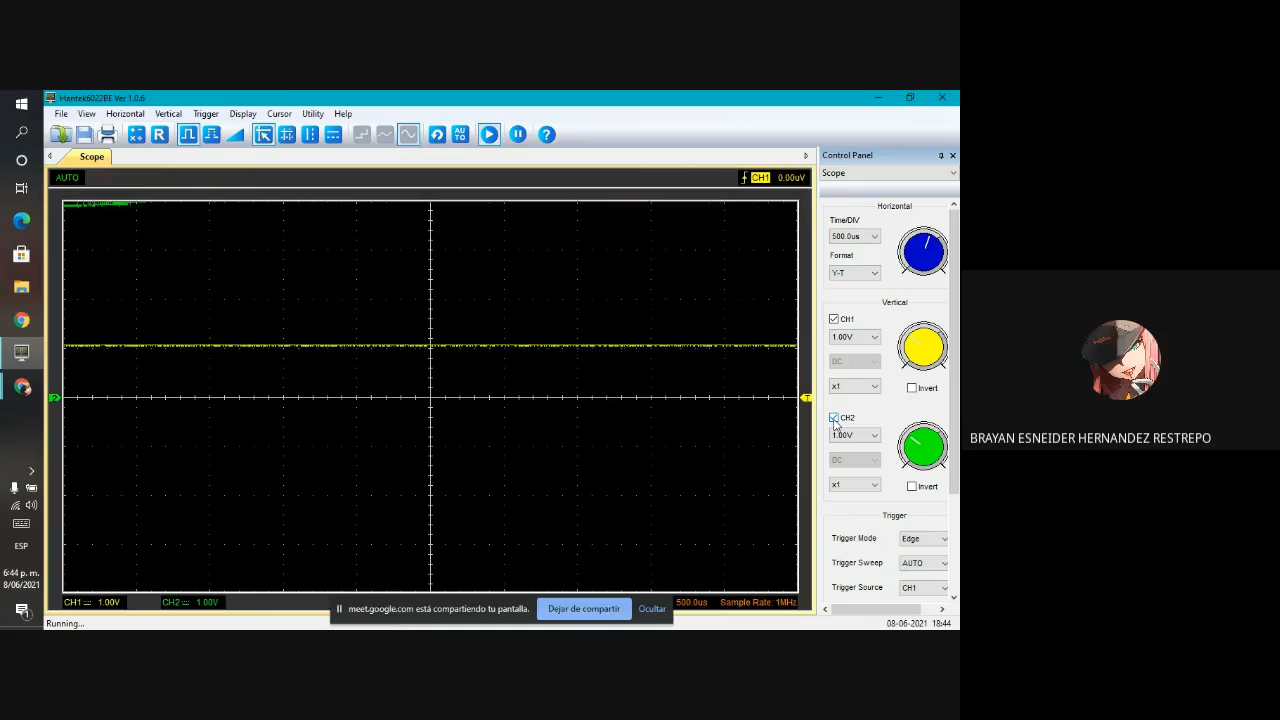 Hantek6022BE Ver 1.0.6
File View Horizontal Vertical Trigger Display Cursor Utility Help
R AUTO ?
Scope
AUTO
CH1 0.00uV
2
T
CH1 1.00V
CH2 1.00V
500.0us Sample Rate: 1MHz
Running...
08-06-2021 18:44
Control Panel
Scope
Horizontal
Time/DIV
500.0us
Format
Y-T
Vertical
CH1
1.00V
DC
x1
Invert
CH2
1.00V
DC
x1
Invert
Trigger
Trigger Mode Edge
Trigger Sweep AUTO
Trigger Source CH1
meet.google.com está compartiendo tu pantalla. Dejar de compartir Ocultar
ESP
6:44 p. m.
8/06/2021
1
BRAYAN ESNEIDER HERNANDEZ RESTREPO